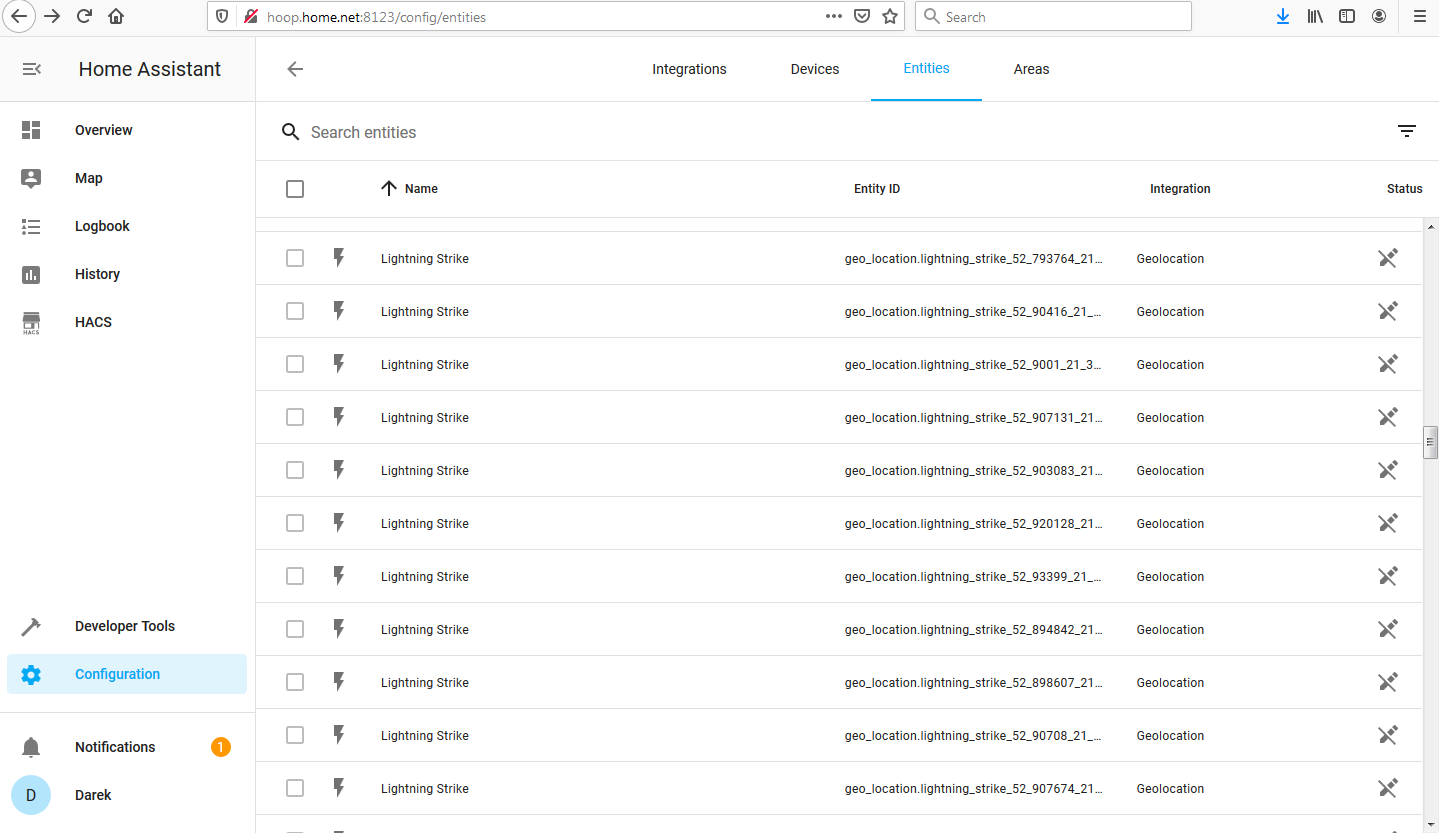 hoop.home.net:8123/config/entities
Search
Home Assistant
Integrations
Devices
Entities
Areas
Overview
Map
Logbook
History
HACS
HACS
Developer Tools
Configuration
Notifications
1
D
Darek
Search entities
Name Entity ID Integration Status
Lightning Strike geo_location.lightning_strike_52_793764_21... Geolocation
Lightning Strike geo_location.lightning_strike_52_90416_21_... Geolocation
Lightning Strike geo_location.lightning_strike_52_9001_21_3... Geolocation
Lightning Strike geo_location.lightning_strike_52_907131_21... Geolocation
Lightning Strike geo_location.lightning_strike_52_903083_21... Geolocation
Lightning Strike geo_location.lightning_strike_52_920128_21... Geolocation
Lightning Strike geo_location.lightning_strike_52_93399_21_... Geolocation
Lightning Strike geo_location.lightning_strike_52_894842_21... Geolocation
Lightning Strike geo_location.lightning_strike_52_898607_21... Geolocation
Lightning Strike geo_location.lightning_strike_52_90708_21_... Geolocation
Lightning Strike geo_location.lightning_strike_52_907674_21... Geolocation